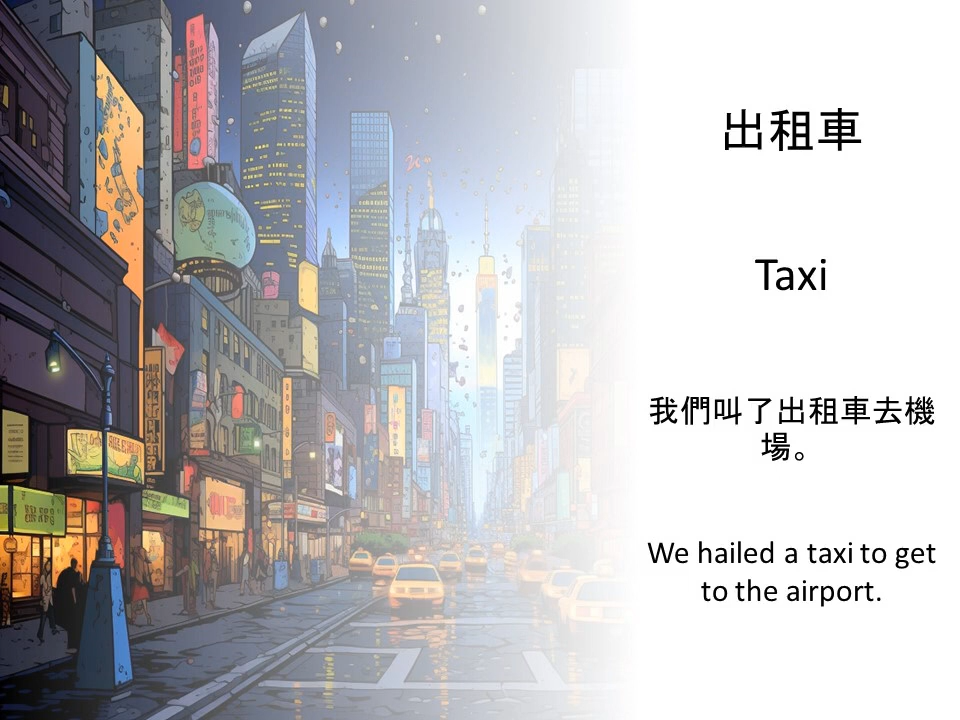 出租車
Taxi
我們叫了出租車去機
場。
We hailed a taxi to get
to the airport.